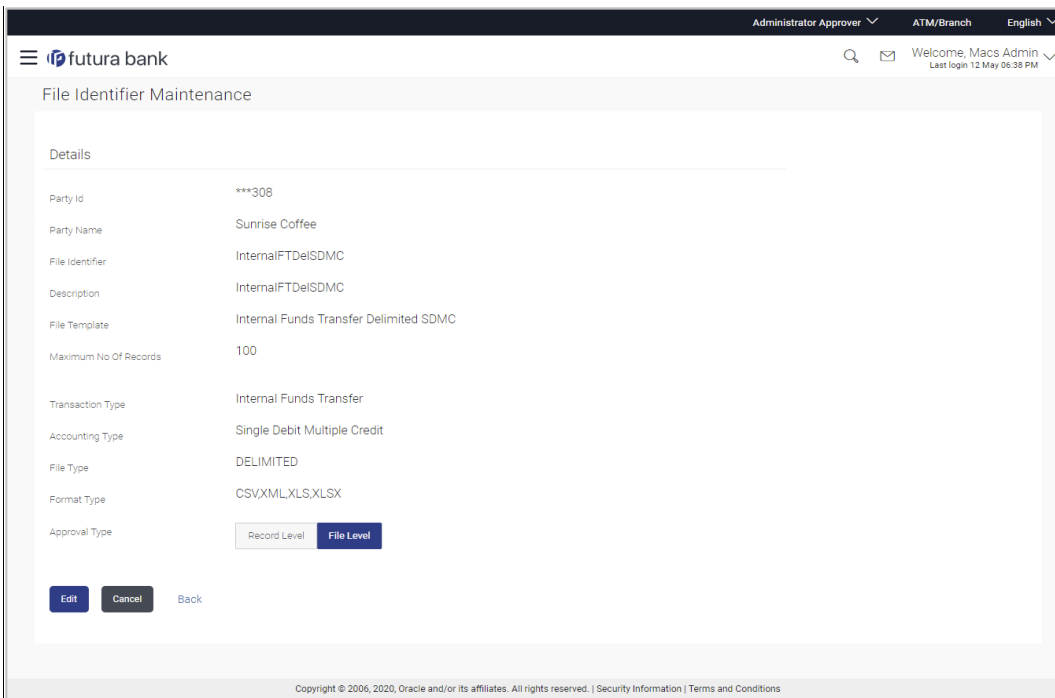 Administrator Approver ATM/Branch English
futura bank Welcome, Macs Admin
Last login 12 May 06:38 PM
File Identifier Maintenance
Details
Party Id ***308
Party Name Sunrise Coffee
File Identifier InternalFTDelSDMC
Description InternalFTDelSDMC
File Template Internal Funds Transfer Delimited SDMC
Maximum No Of Records 100
Transaction Type Internal Funds Transfer
Accounting Type Single Debit Multiple Credit
File Type DELIMITED
Format Type CSV,XML,XLS,XLSX
Approval Type Record Level File Level
Edit Cancel Back
Copyright © 2006, 2020, Oracle and/or its affiliates. All rights reserved. | Security Information | Terms and Conditions